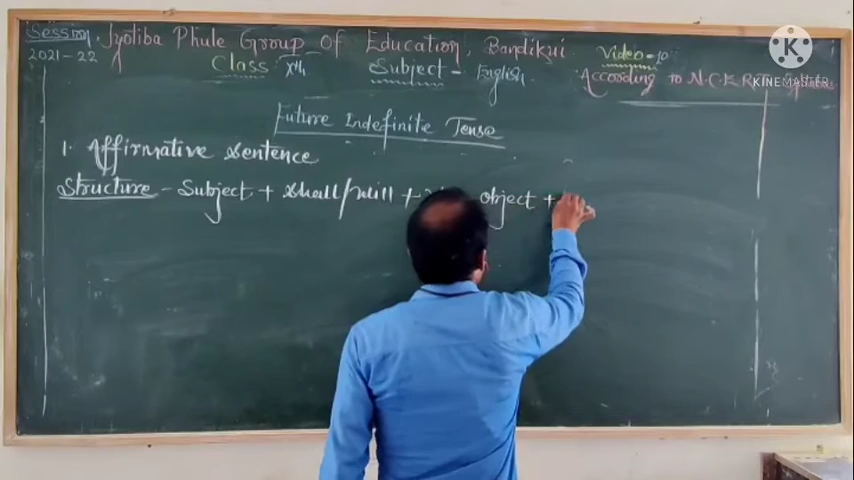 Session. Jyotiba Phule Group Of Education, Bandikui Video-10
2021-22 Class Xth Subject - English. According to N.C.E.R.T.
K
KINEMASTER
Future Indefinite Tense
1. Affirmative Sentence
Structure - Subject + Shall/will + object +